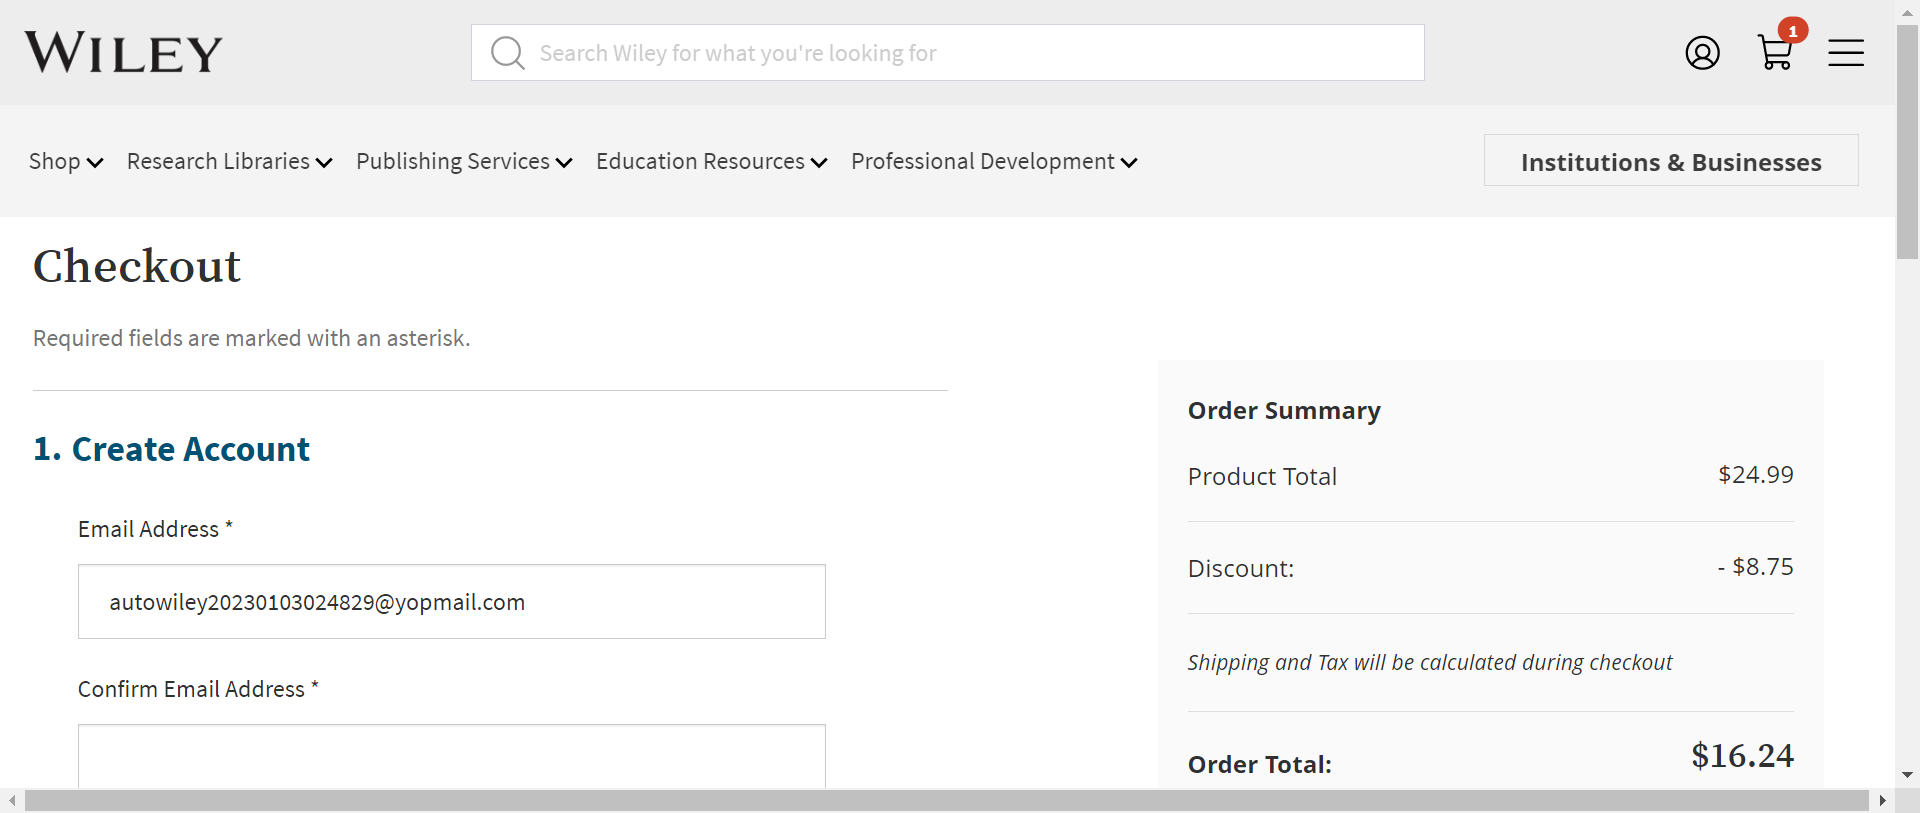 WILEY
Search Wiley for what you're looking for
1
Shop Research Libraries Publishing Services Education Resources Professional Development
Institutions & Businesses
Checkout
Required fields are marked with an asterisk.
1. Create Account
Email Address *
autowiley20230103024829@yopmail.com
Confirm Email Address *
Order Summary
Product Total $24.99
Discount: - $8.75
Shipping and Tax will be calculated during checkout
Order Total: $16.24